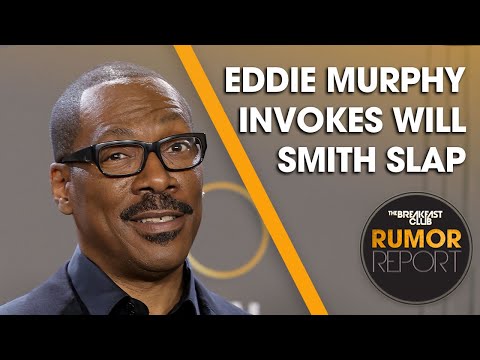 EDDIE MURPHY
INVOKES WILL
SMITH SLAP
THE BREAKFAST
CLUB
RUMOR
REPORT